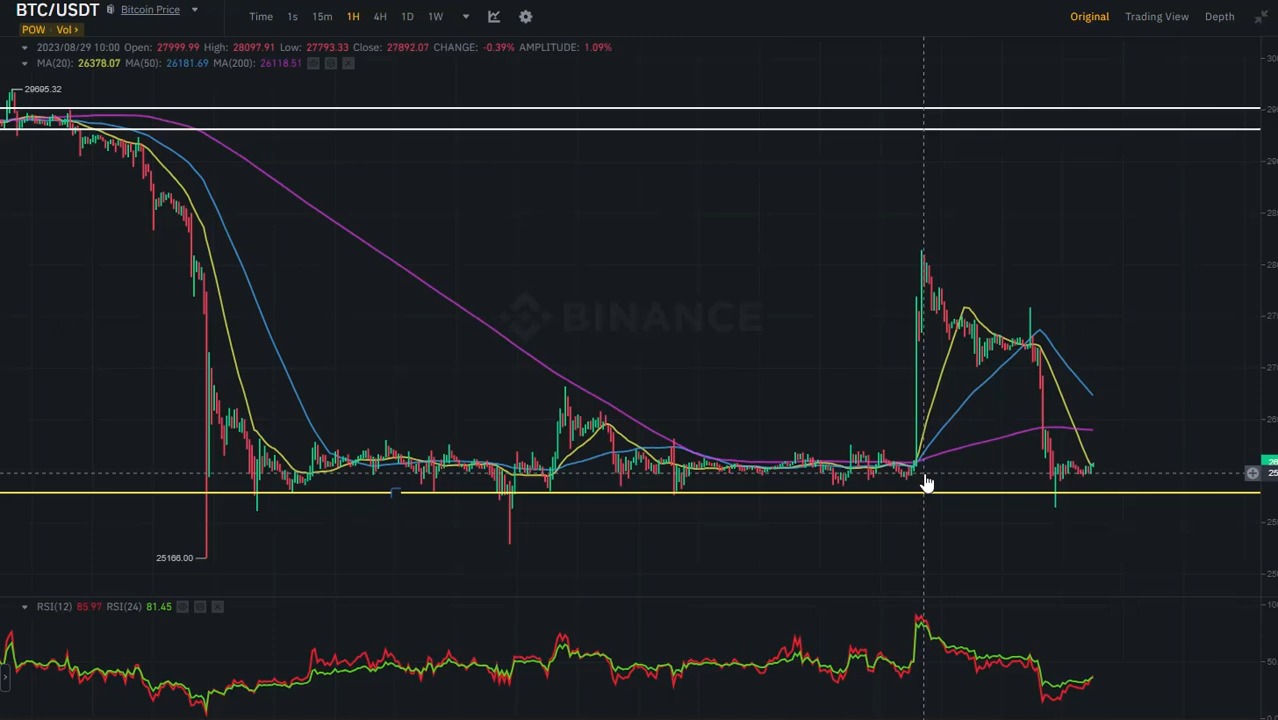 BTC/USDT Bitcoin Price
POW Vol ›
Time 1s 15m 1H 4H 1D 1W
Original Trading View Depth
2023/08/29 10:00 Open: 27999.99 High: 28097.91 Low: 27793.33 Close: 27892.07 CHANGE: -0.39% AMPLITUDE: 1.09%
MA(20): 26378.07 MA(50): 26181.69 MA(200): 26118.51
29695.32
BINANCE
25166.00
RSI(12) 85.97 RSI(24) 81.45
50